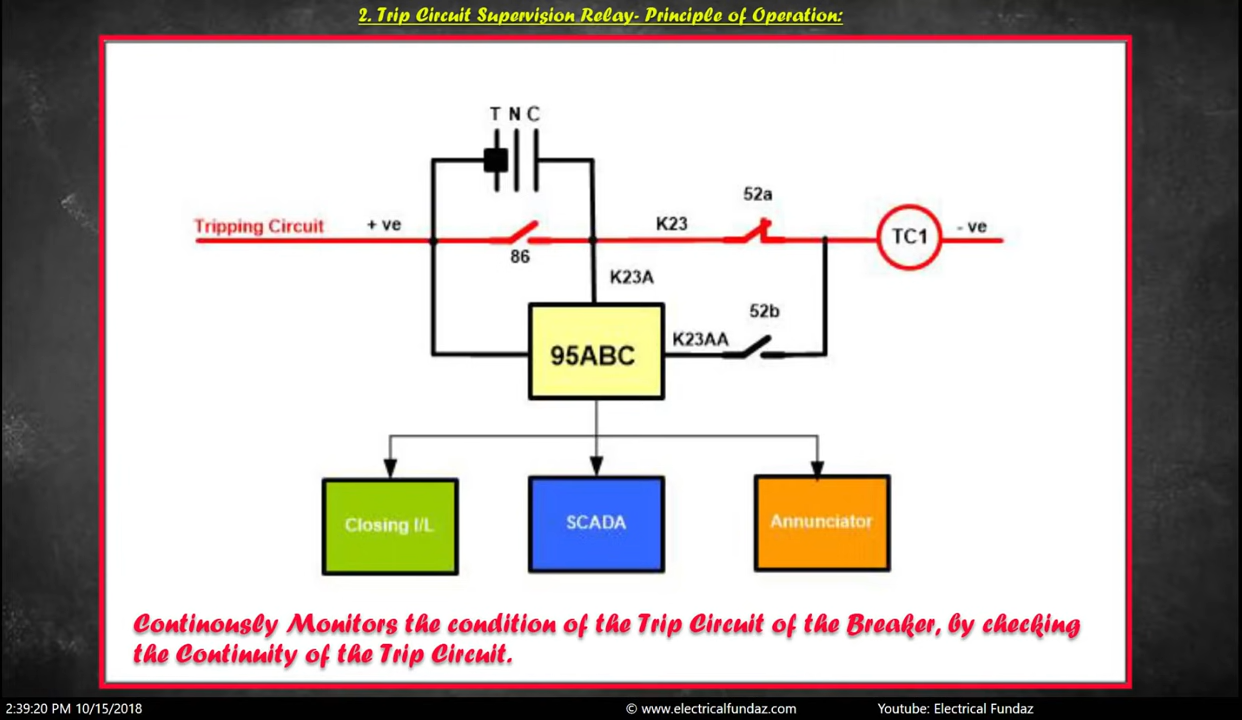 2. Trip Circuit Supervision Relay- Principle of Operation:
T N C
52a
Tripping Circuit
+ ve
K23
TC1
- ve
86
K23A
52b
K23AA
95ABC
Closing I/L
SCADA
Annunciator
Continously Monitors the condition of the Trip Circuit of the Breaker, by checking
the Continuity of the Trip Circuit.
2:39:20 PM 10/15/2018
© www.electricalfundaz.com
Youtube: Electrical Fundaz